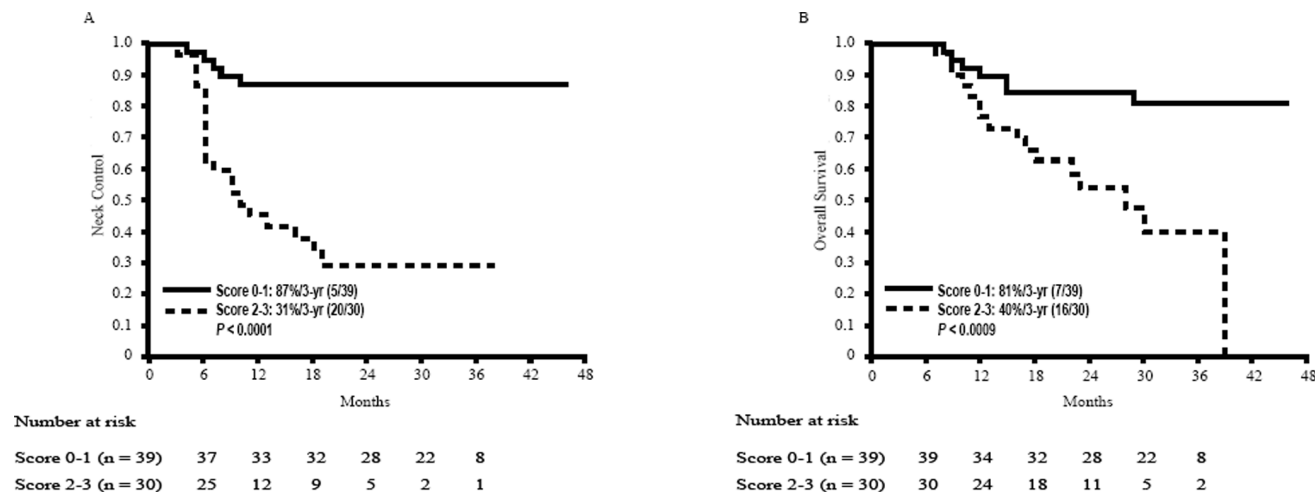 A
Neck Control
1.0
0.9
0.8
0.7
0.6
0.5
0.4
0.3
0.2
0.1
0
Score 0-1: 87%/3-yr (5/39)
Score 2-3: 31%/3-yr (20/30)
P < 0.0001
0 6 12 18 24 30 36 42 48
Months
Number at risk
Score 0-1 (n = 39) 37 33 32 28 22 8
Score 2-3 (n = 30) 25 12 9 5 2 1
B
Overall Survival
1.0
0.9
0.8
0.7
0.6
0.5
0.4
0.3
0.2
0.1
0
Score 0-1: 81%/3-yr (7/39)
Score 2-3: 40%/3-yr (16/30)
P < 0.0009
0 6 12 18 24 30 36 42 48
Months
Number at risk
Score 0-1 (n = 39) 39 34 32 28 22 8
Score 2-3 (n = 30) 30 24 18 11 5 2